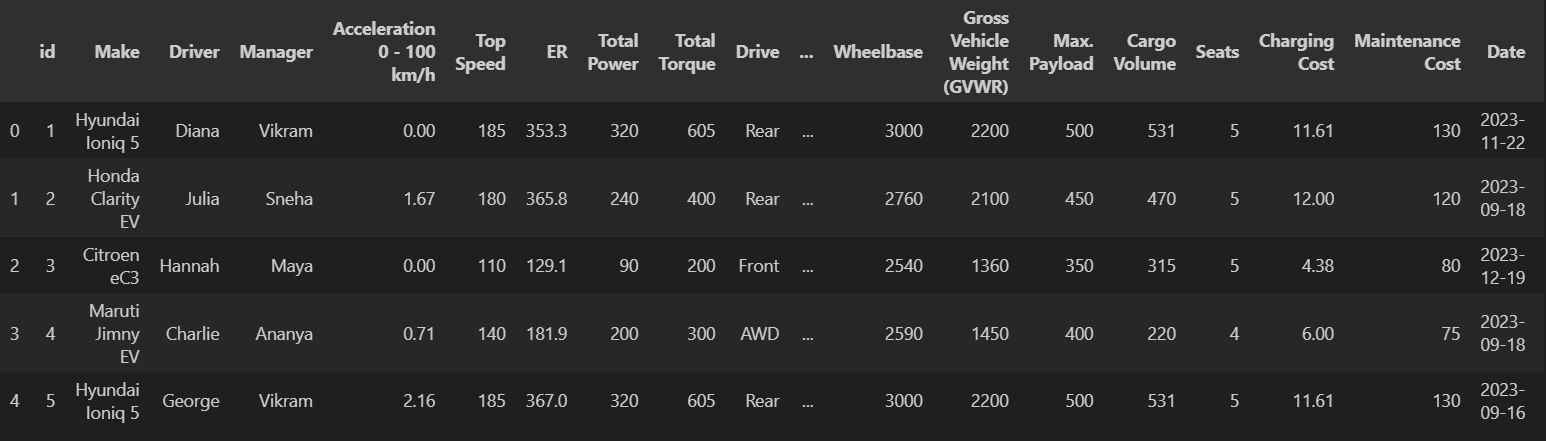 id Make Driver Manager Acceleration 0 - 100 km/h Top Speed ER Total Power Total Torque Drive ... Wheelbase Gross Vehicle Weight (GVWR) Max. Payload Cargo Volume Seats Charging Cost Maintenance Cost Date
0 1 Hyundai Ioniq 5 Diana Vikram 0.00 185 353.3 320 605 Rear ... 3000 2200 500 531 5 11.61 130 2023-11-22
1 2 Honda Clarity EV Julia Sneha 1.67 180 365.8 240 400 Rear ... 2760 2100 450 470 5 12.00 120 2023-09-18
2 3 Citroen eC3 Hannah Maya 0.00 110 129.1 90 200 Front ... 2540 1360 350 315 5 4.38 80 2023-12-19
3 4 Maruti Jimny EV Charlie Ananya 0.71 140 181.9 200 300 AWD ... 2590 1450 400 220 4 6.00 75 2023-09-18
4 5 Hyundai Ioniq 5 George Vikram 2.16 185 367.0 320 605 Rear ... 3000 2200 500 531 5 11.61 130 2023-09-16